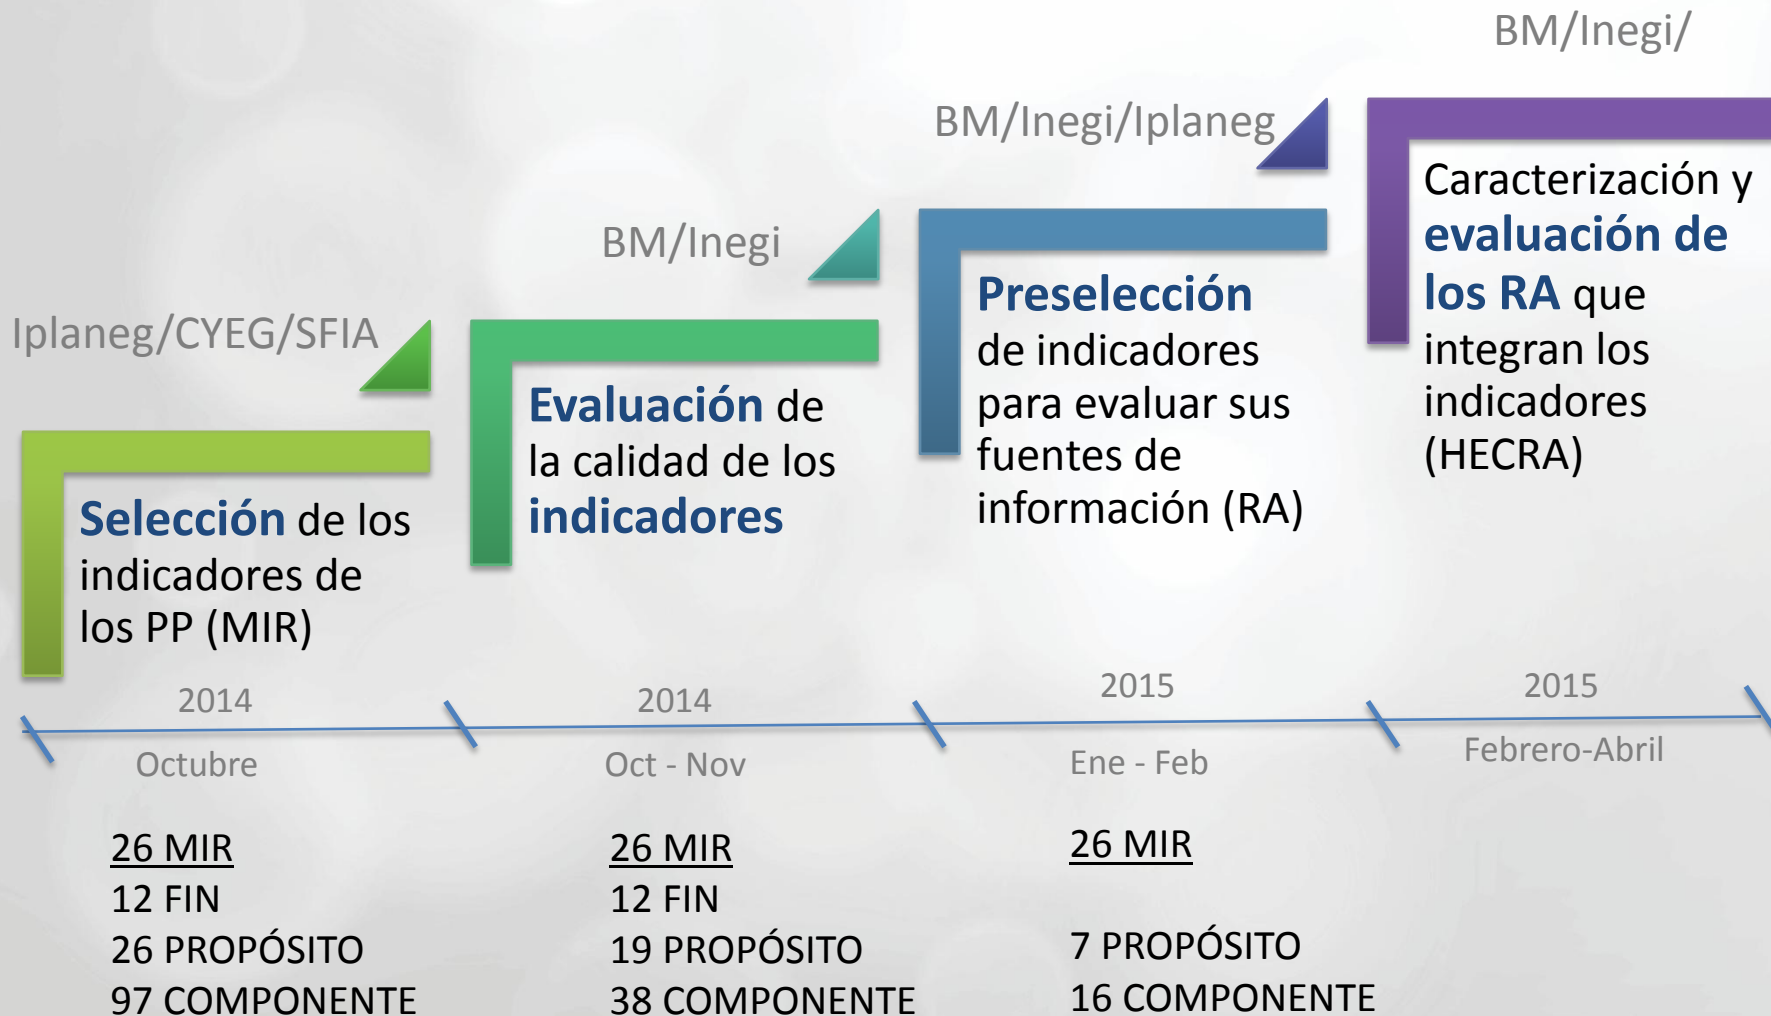 Iplaneg/CYEG/SFIA
Selección de los
indicadores de
los PP (MIR)
BM/Inegi
Evaluación de
la calidad de los
indicadores
BM/Inegi/Iplaneg
Preselección
de indicadores
para evaluar sus
fuentes de
información (RA)
BM/Inegi/
Caracterización y
evaluación de
los RA que
integran los
indicadores
(HECRA)
2014
Octubre
2014
Oct - Nov
2015
Ene - Feb
2015
Febrero-Abril
26 MIR
12 FIN
26 PROPÓSITO
97 COMPONENTE
26 MIR
12 FIN
19 PROPÓSITO
38 COMPONENTE
26 MIR
7 PROPÓSITO
16 COMPONENTE